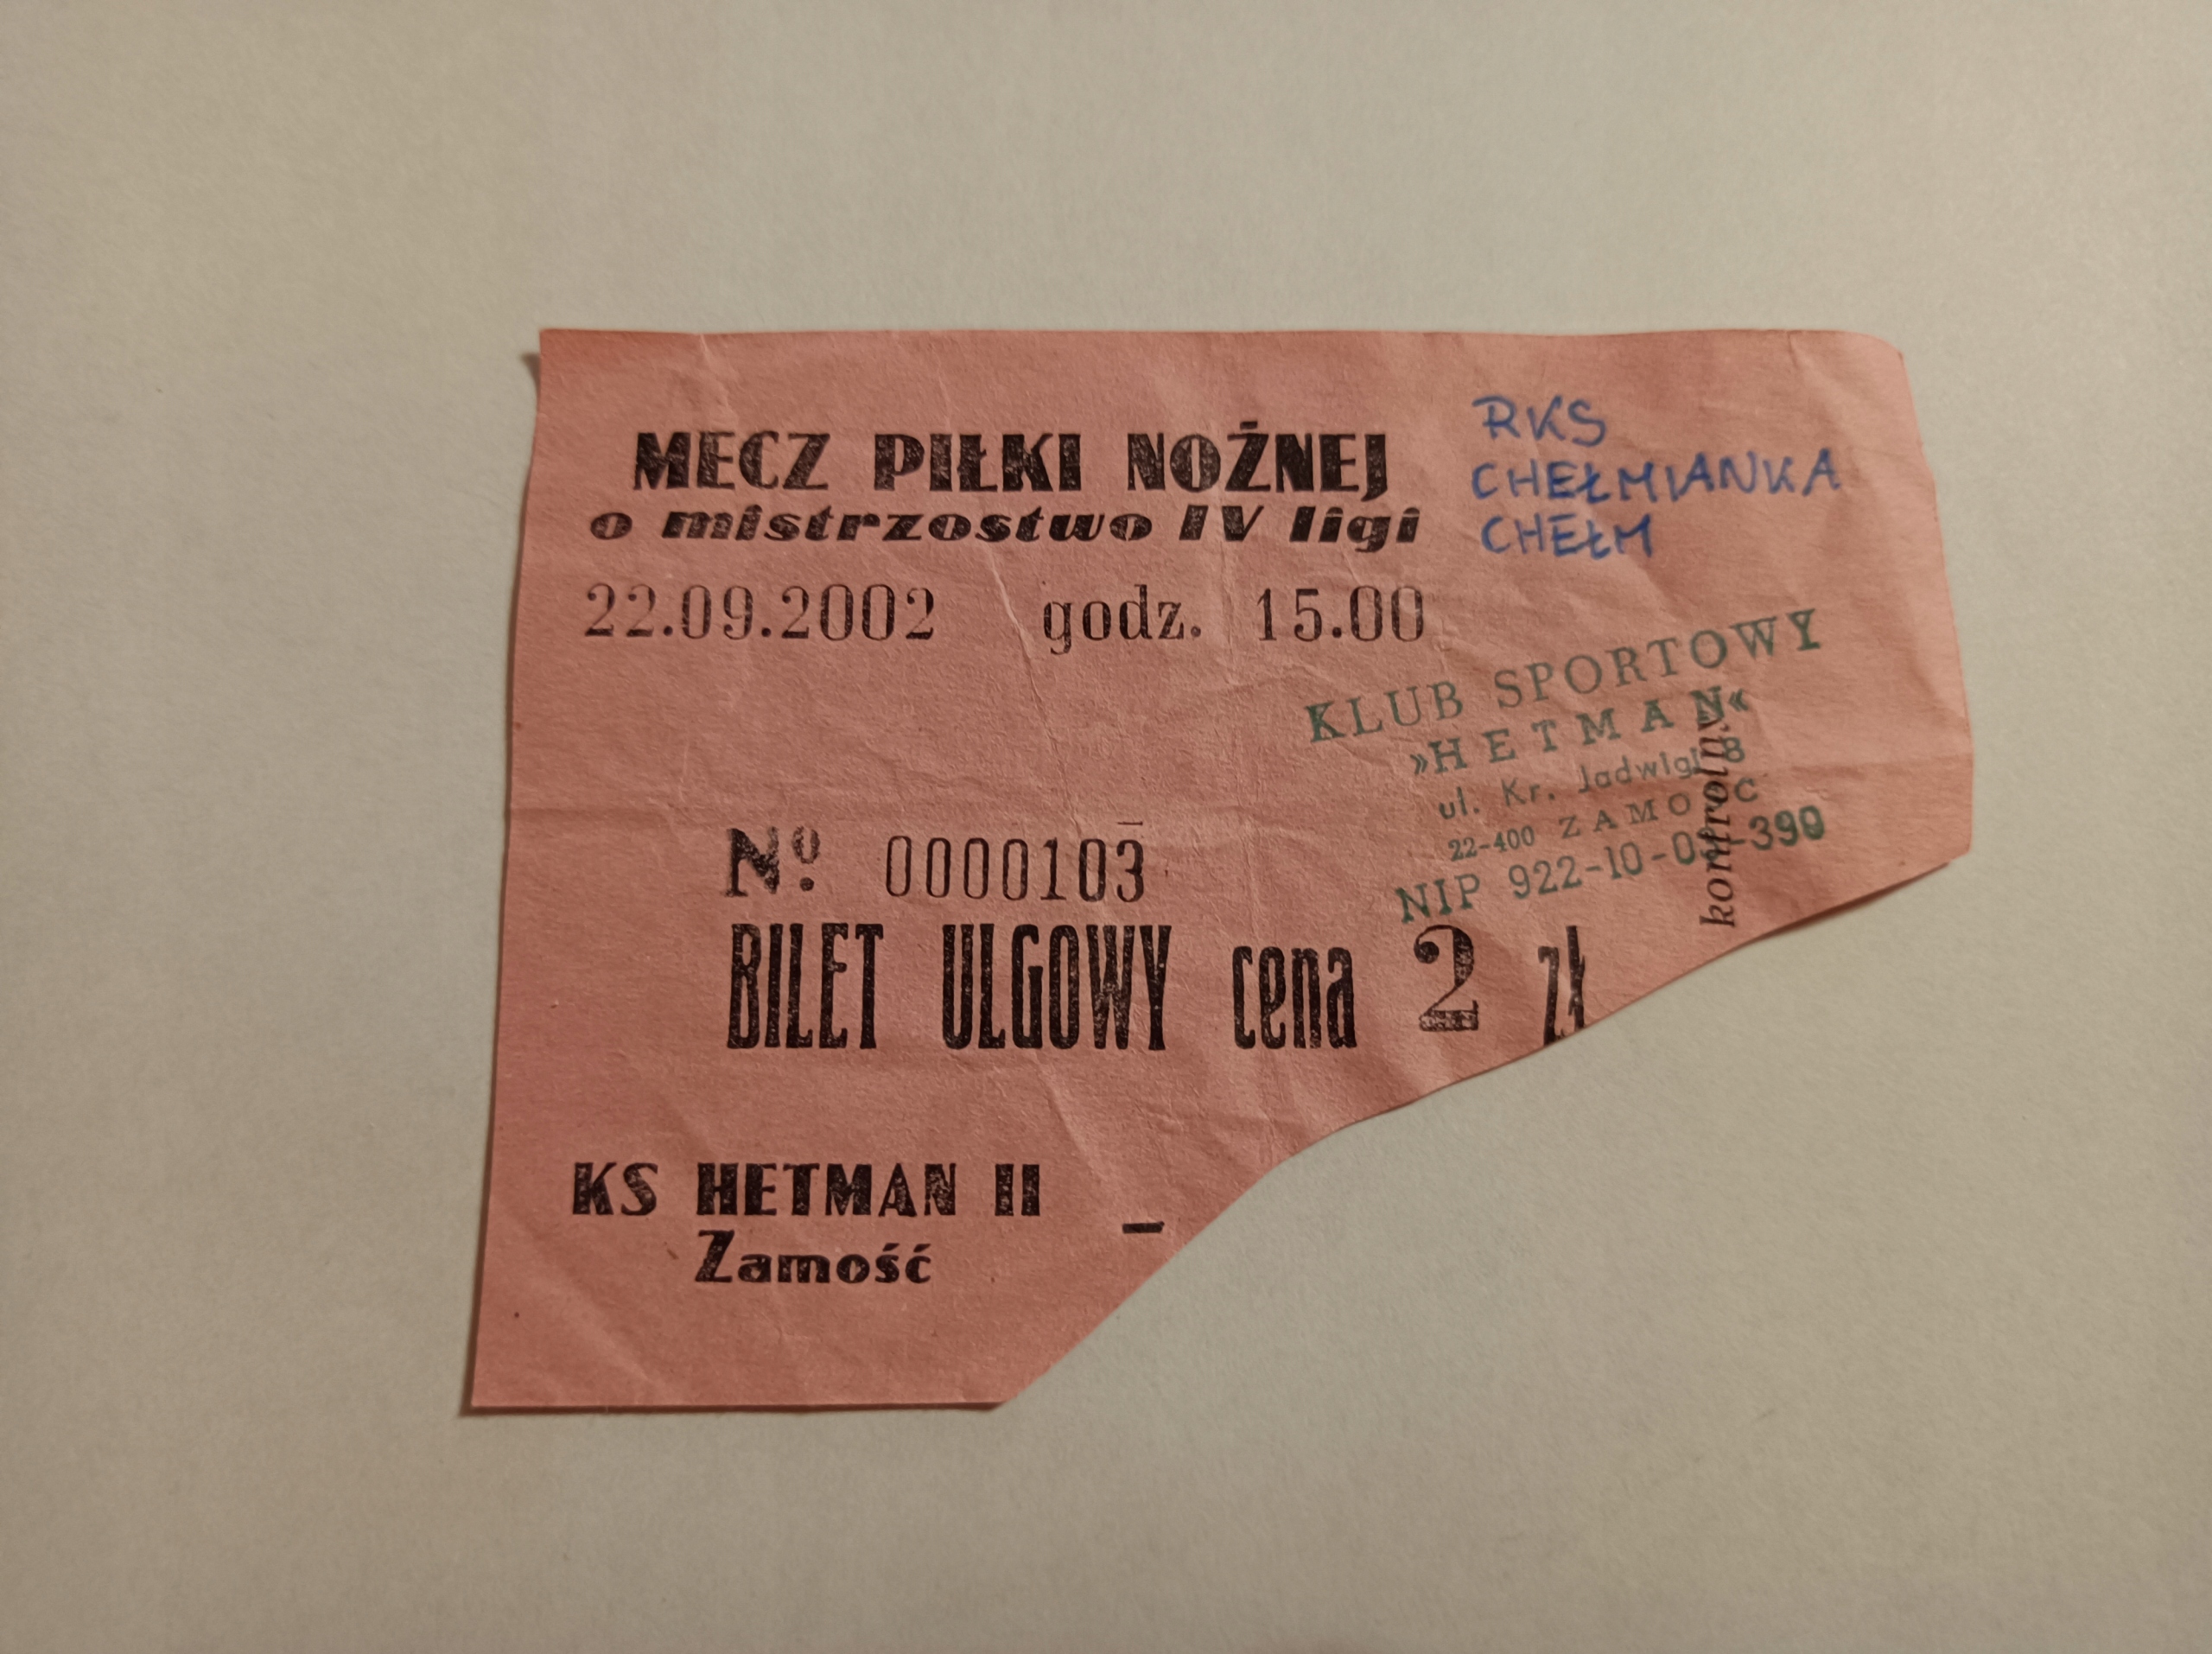 MECZ PIŁKI NOŻNEJ
o mistrzostwo IV ligi
22.09.2002 godz. 15.00
RKS
CHEŁMIANKA
CHEŁM
KLUB SPORTOWY
»HETMAN«
ul. Kr. Jadwigi 8
22-400 ZAMOŚĆ
NIP 922-10-0 -390
kontrolny
Nº 0000103
BILET ULGOWY cena 2 zł
KS HETMAN II –
Zamość